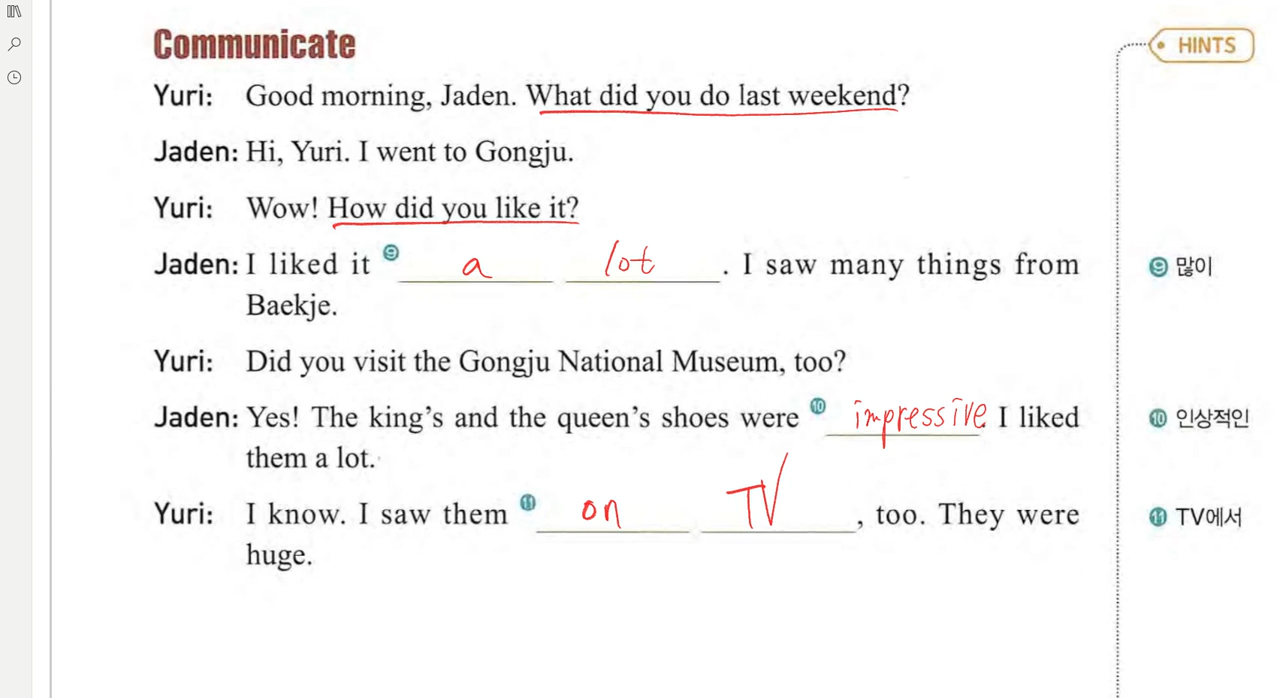 Communicate
HINTS
Yuri: Good morning, Jaden. What did you do last weekend?
Jaden: Hi, Yuri. I went to Gongju.
Yuri: Wow! How did you like it?
Jaden: I liked it ⑨ a lot . I saw many things from
⑨ 많이
Baekje.
Yuri: Did you visit the Gongju National Museum, too?
Jaden: Yes! The king's and the queen's shoes were ⑩ impressive. I liked
⑩ 인상적인
them a lot.
Yuri: I know. I saw them ⑪ on TV , too. They were
⑪ TV에서
huge.